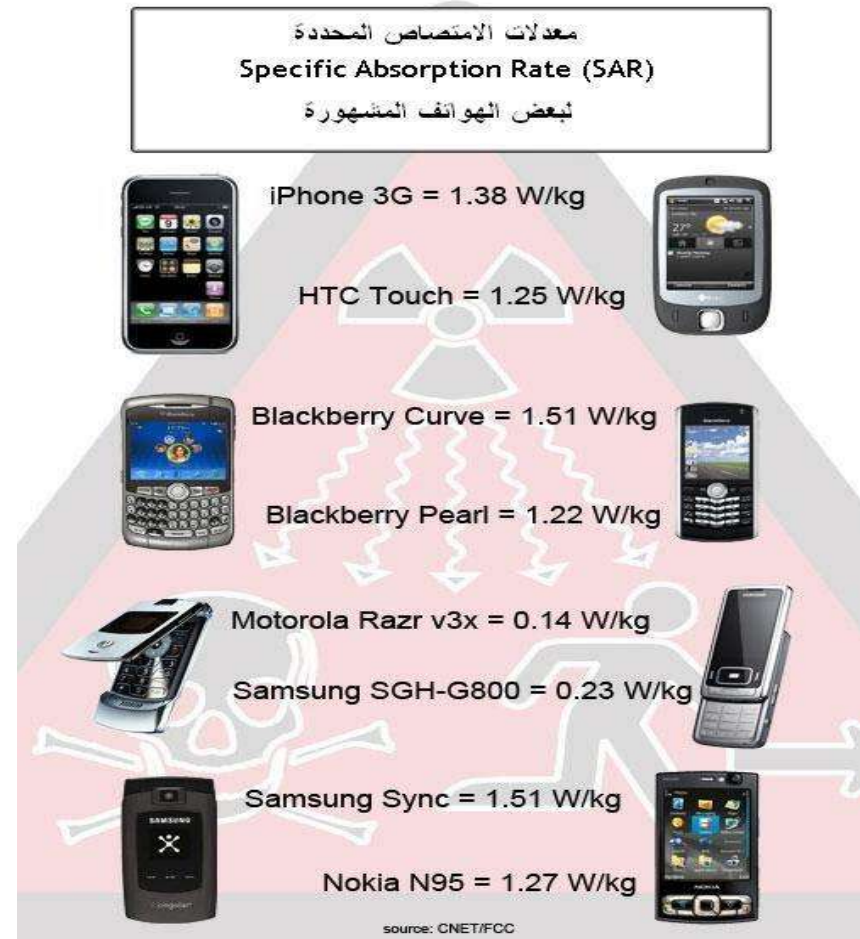 معدلات الامتصاص المحددة
Specific Absorption Rate (SAR)
لبعض الهواتف المشهورة
iPhone 3G = 1.38 W/kg
HTC Touch = 1.25 W/kg
Blackberry Curve = 1.51 W/kg
Blackberry Pearl = 1.22 W/kg
Motorola Razr v3x = 0.14 W/kg
Samsung SGH-G800 = 0.23 W/kg
SAMSUNG
Samsung Sync = 1.51 W/kg
NOKIA
Nokia N95 = 1.27 W/kg
source: CNET/FCC